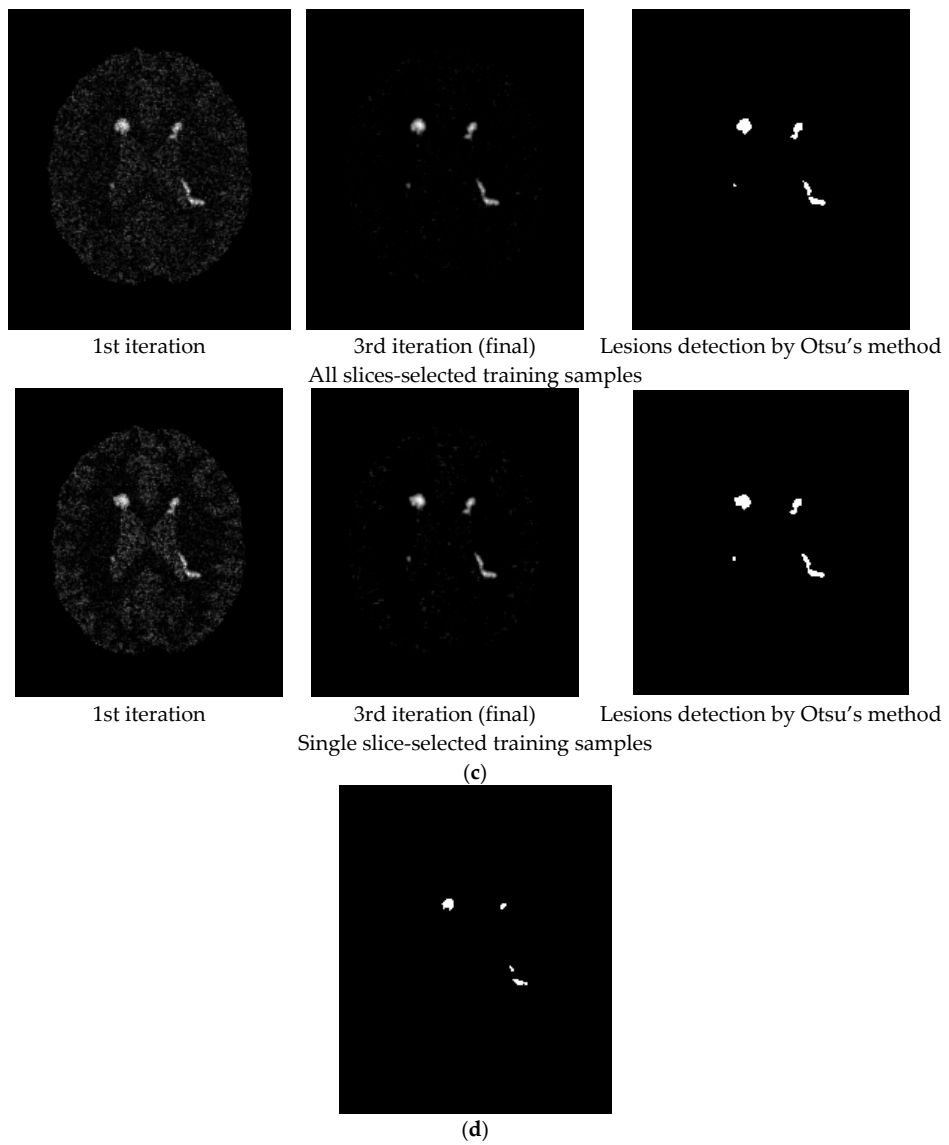 1st iteration 3rd iteration (final) Lesions detection by Otsu’s method
All slices-selected training samples
1st iteration 3rd iteration (final) Lesions detection by Otsu’s method
Single slice-selected training samples
(c)
(d)